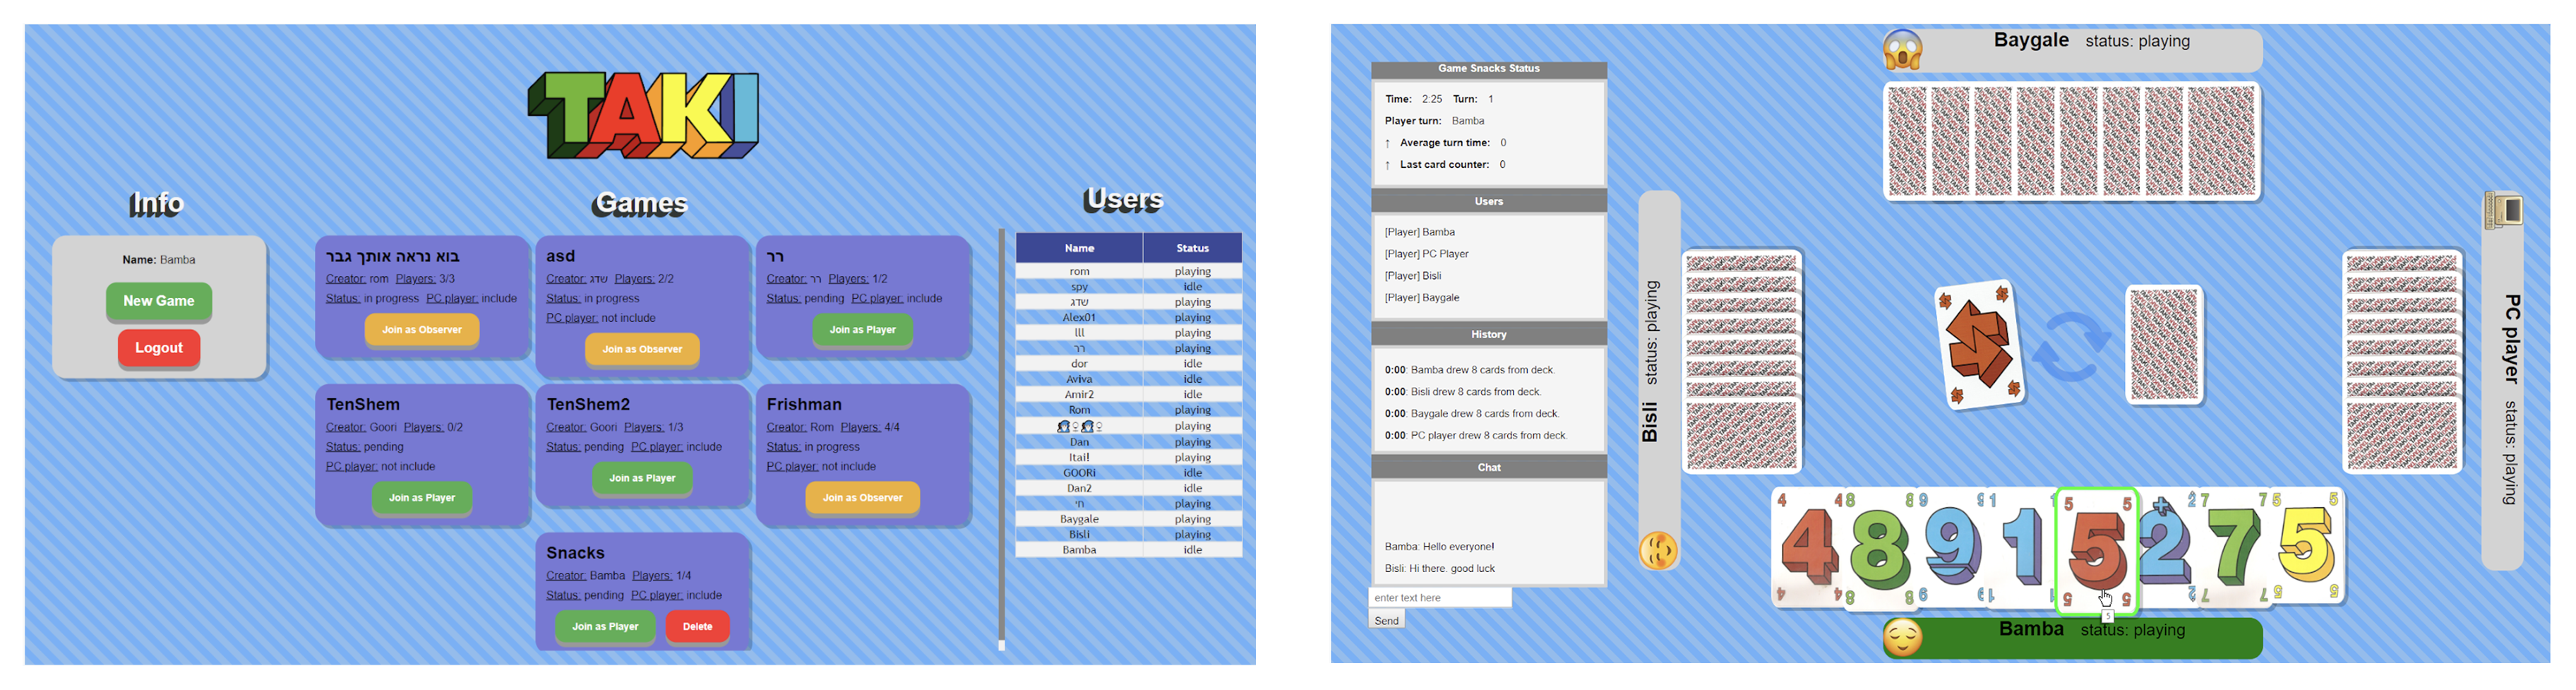 TAKI
Info
Name: Bamba
New Game
Logout
Games
בוא נראה אותך גבר
Creator: rom Players: 3/3
Status: in progress PC player: include
Join as Observer
asd
Creator: שדג Players: 2/2
Status: in progress
PC player: not include
Join as Observer
רר
Creator: רר Players: 1/2
Status: pending PC player: include
Join as Player
TenShem
Creator: Goori Players: 0/2
Status: pending
PC player: not include
Join as Player
TenShem2
Creator: Goori Players: 1/3
Status: pending PC player: include
Join as Player
Frishman
Creator: Rom Players: 4/4
Status: in progress
PC player: not include
Join as Observer
Snacks
Creator: Bamba Players: 1/4
Status: pending PC player: include
Join as Player Delete
Users
Name Status
rom playing
spy idle
שדג playing
Alex01 playing
lll playing
רר playing
dor idle
Aviva idle
Amir2 idle
Rom playing
playing
Dan playing
Itai! playing
GOORi idle
Dan2 idle
חי playing
Baygale playing
Bisli playing
Bamba idle
Game Snacks Status
Time: 2:25 Turn: 1
Player turn: Bamba
↑ Average turn time: 0
↑ Last card counter: 0
Users
[Player] Bamba
[Player] PC Player
[Player] Bisli
[Player] Baygale
History
0:00: Bamba drew 8 cards from deck.
0:00: Bisli drew 8 cards from deck.
0:00: Baygale drew 8 cards from deck.
0:00: PC player drew 8 cards from deck.
Chat
Bamba: Hello everyone!
Bisli: Hi there. good luck
enter text here
Send
Baygale status: playing
Bisli status: playing
PC player status: playing
4 8 9 1 5 2+ 7 5
5
Bamba status: playing